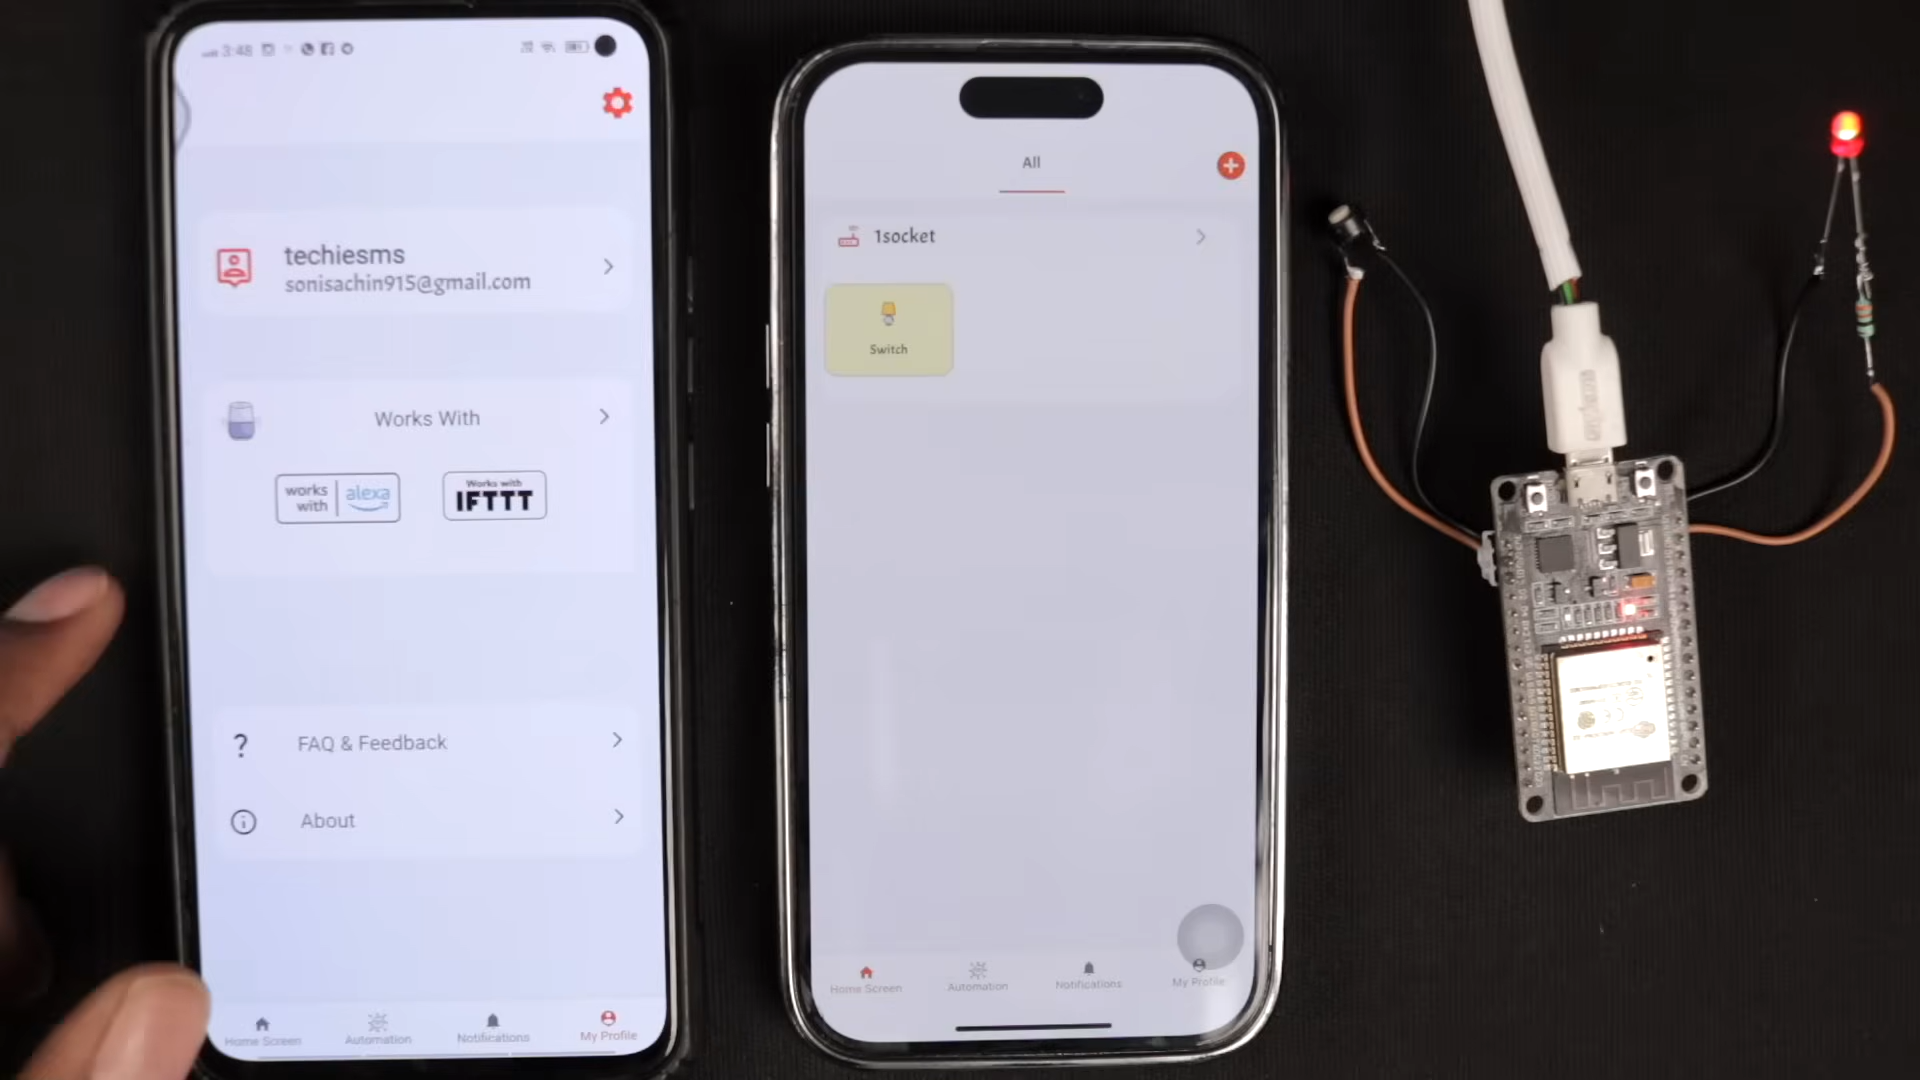 3:48
techiesms
sonisachin915@gmail.com
Works With
works with alexa
Works with
IFTTT
FAQ & Feedback
About
Home Screen
Automation
Notifications
My Profile
All
1socket
Switch
Home Screen
Automation
Notifications
My Profile